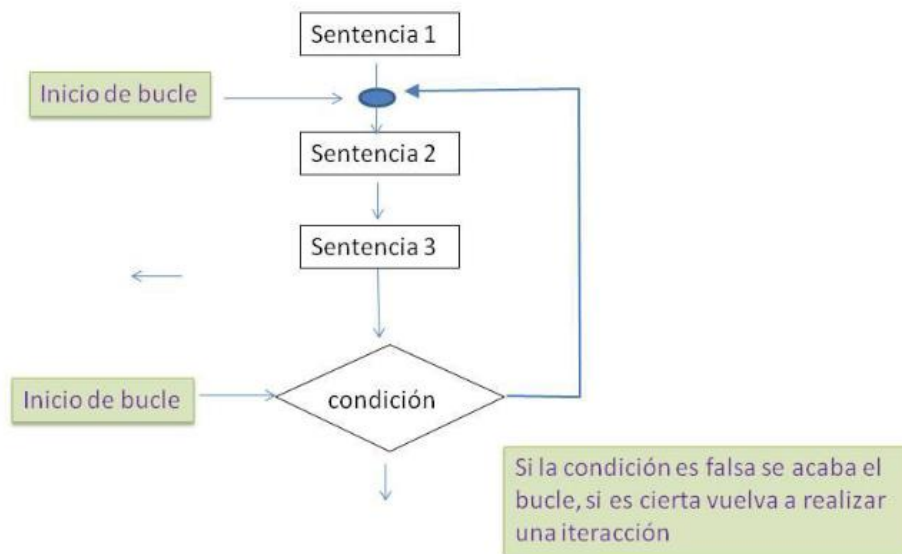 Sentencia 1
Inicio de bucle
Sentencia 2
Sentencia 3
Inicio de bucle
condición
Si la condición es falsa se acaba el
bucle, si es cierta vuelva a realizar
una iteracción